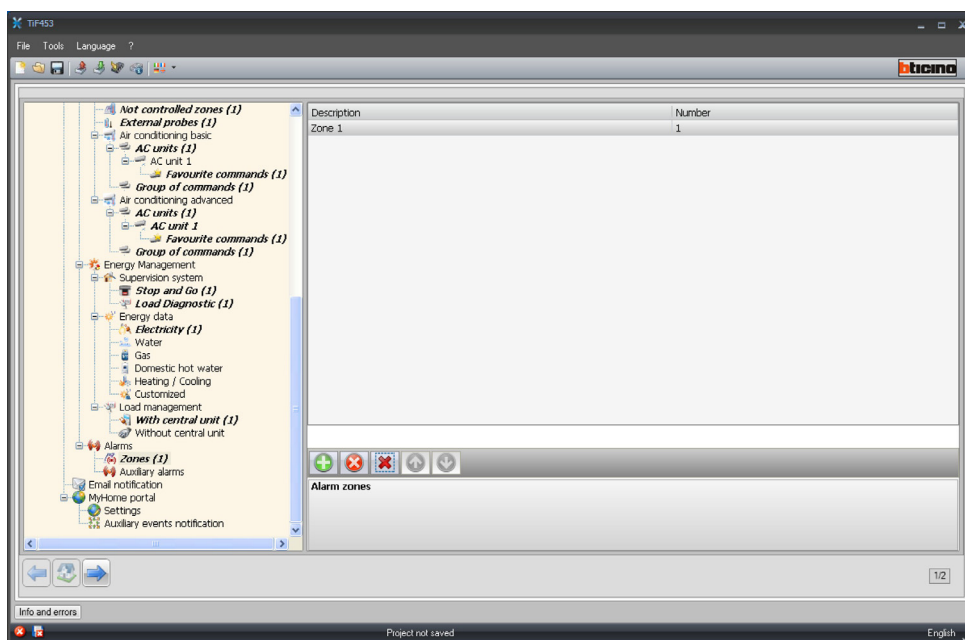 TiF453
File Tools Language ?
bticino
Not controlled zones (1)
External probes (1)
Air conditioning basic
AC units (1)
AC unit 1
Favourite commands (1)
Group of commands (1)
Air conditioning advanced
AC units (1)
AC unit 1
Favourite commands (1)
Group of commands (1)
Energy Management
Supervision system
Stop and Go (1)
Load Diagnostic (1)
Energy data
Electricity (1)
Water
Gas
Domestic hot water
Heating / Cooling
Customized
Load management
With central unit (1)
Without central unit
Alarms
Zones (1)
Auxiliary alarms
Email notification
MyHome portal
Settings
Auxiliary events notification
Description Number
Zone 1 1
Alarm zones
1/2
Info and errors
Project not saved English